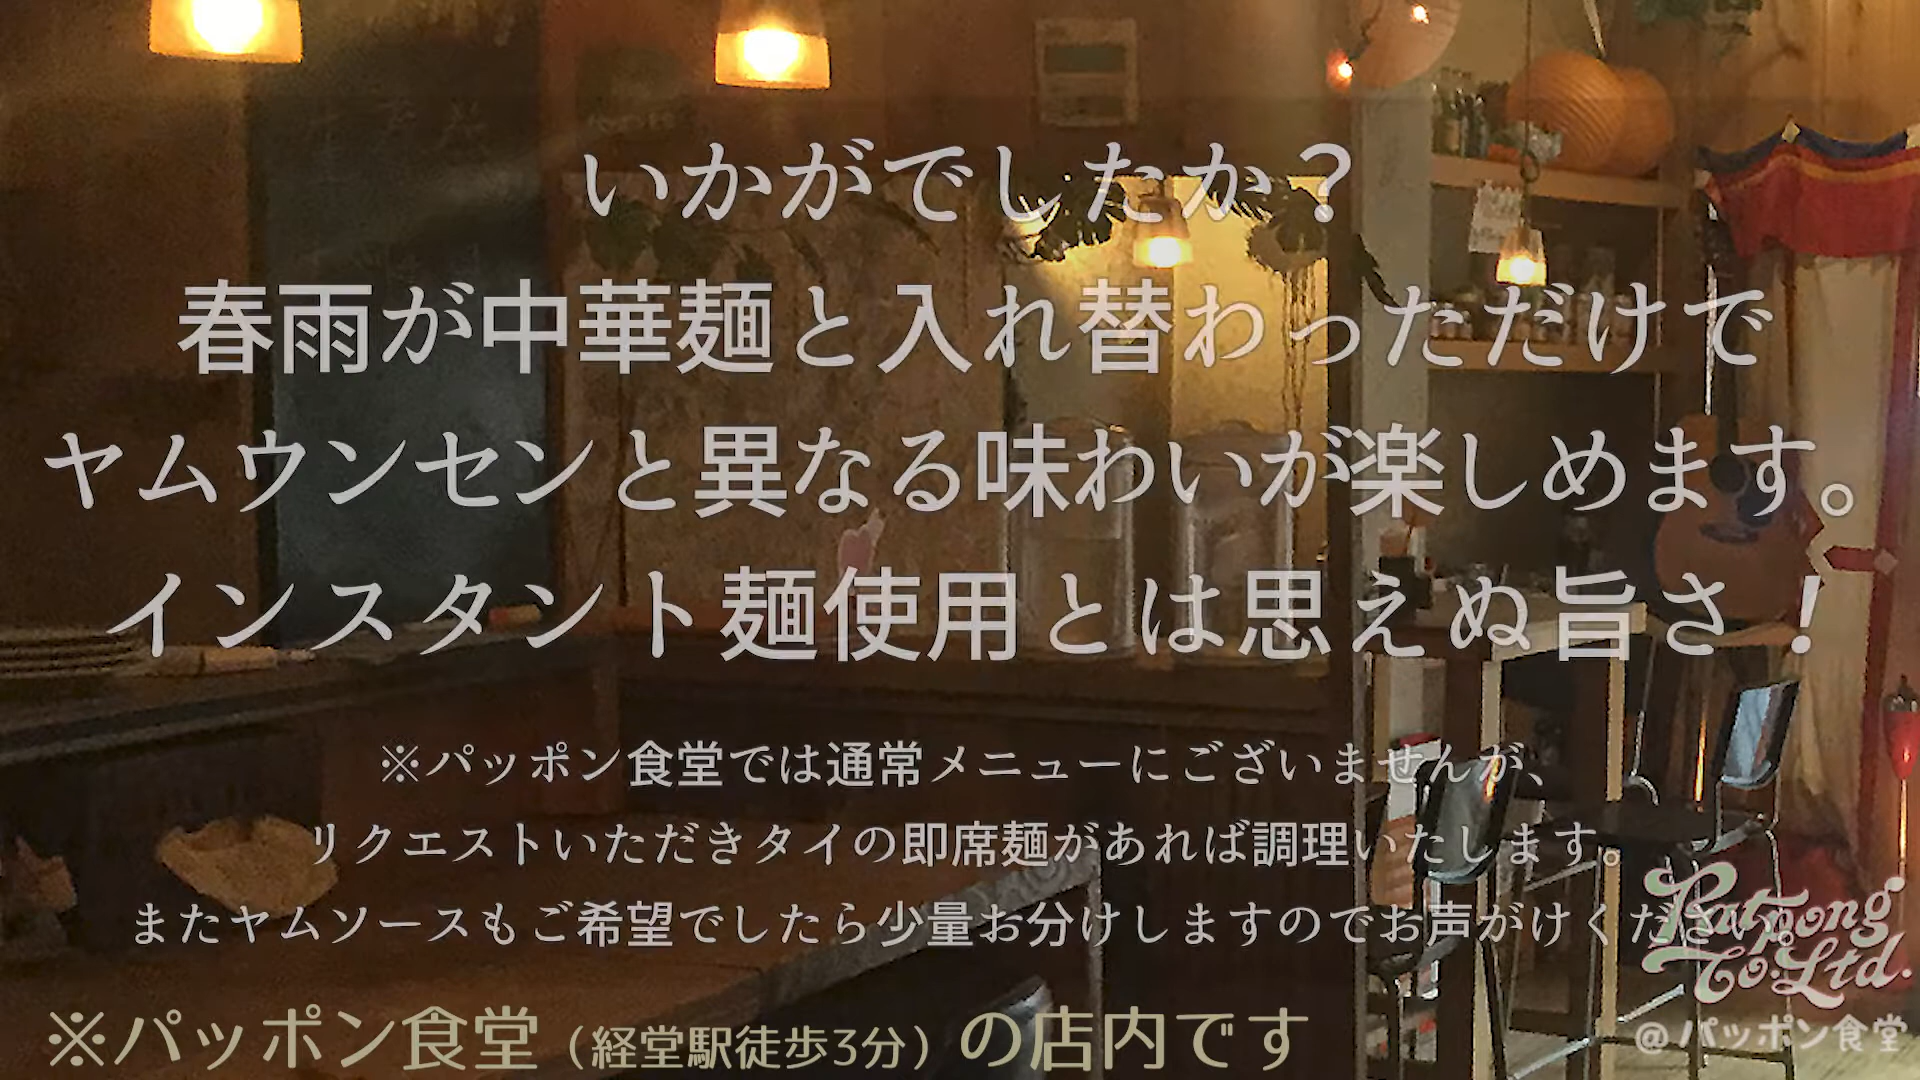 いかがでしたか？
春雨が中華麺と入れ替わっただけで
ヤムウンセンと異なる味わいが楽しめます。
インスタント麺使用とは思えぬ旨さ！
※パッポン食堂では通常メニューにございませんが、
リクエストいただきタイの即席麺があれば調理いたします。
またヤムソースもご希望でしたら少量お分けしますのでお声がけください。
Patpong
Co.Ltd.
@パッポン食堂
※パッポン食堂（経堂駅徒歩3分）の店内です